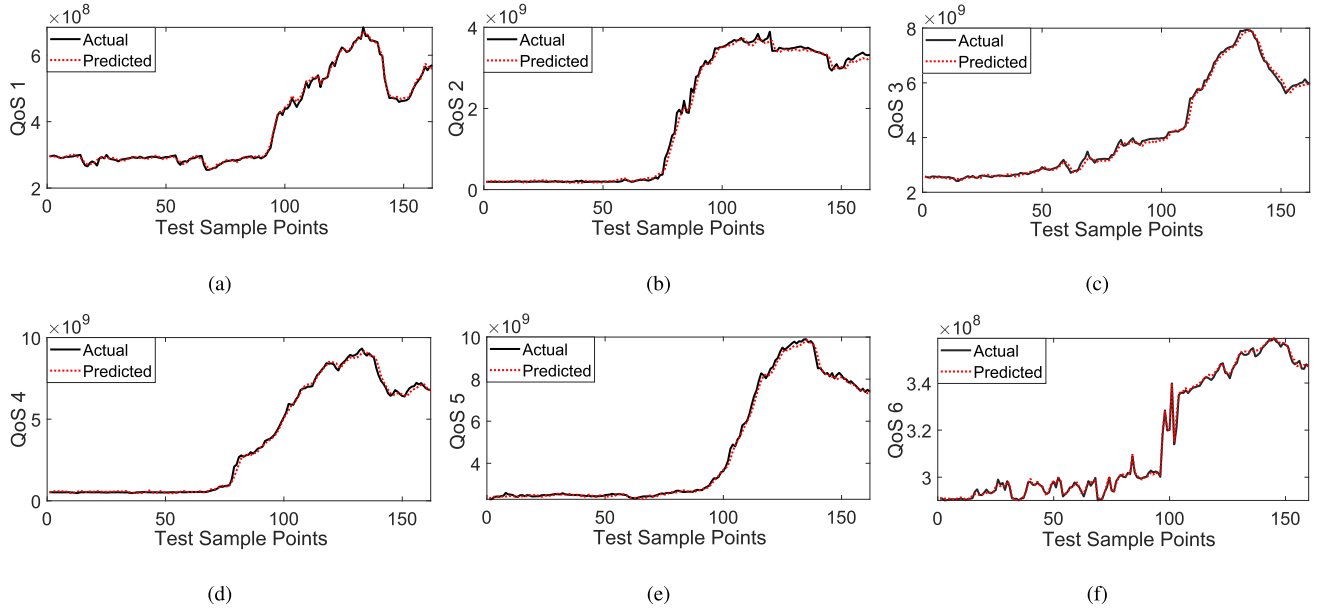 ×10^8
6
4
2
QoS 1
Actual
Predicted
0 50 100 150
Test Sample Points
(a)
×10^9
4
2
0
QoS 2
Actual
Predicted
0 50 100 150
Test Sample Points
(b)
×10^9
8
6
4
2
QoS 3
Actual
Predicted
0 50 100 150
Test Sample Points
(c)
×10^9
10
5
0
QoS 4
Actual
Predicted
0 50 100 150
Test Sample Points
(d)
×10^9
10
8
6
4
QoS 5
Actual
Predicted
0 50 100 150
Test Sample Points
(e)
×10^8
3.4
3.2
3
QoS 6
Actual
Predicted
0 50 100 150
Test Sample Points
(f)